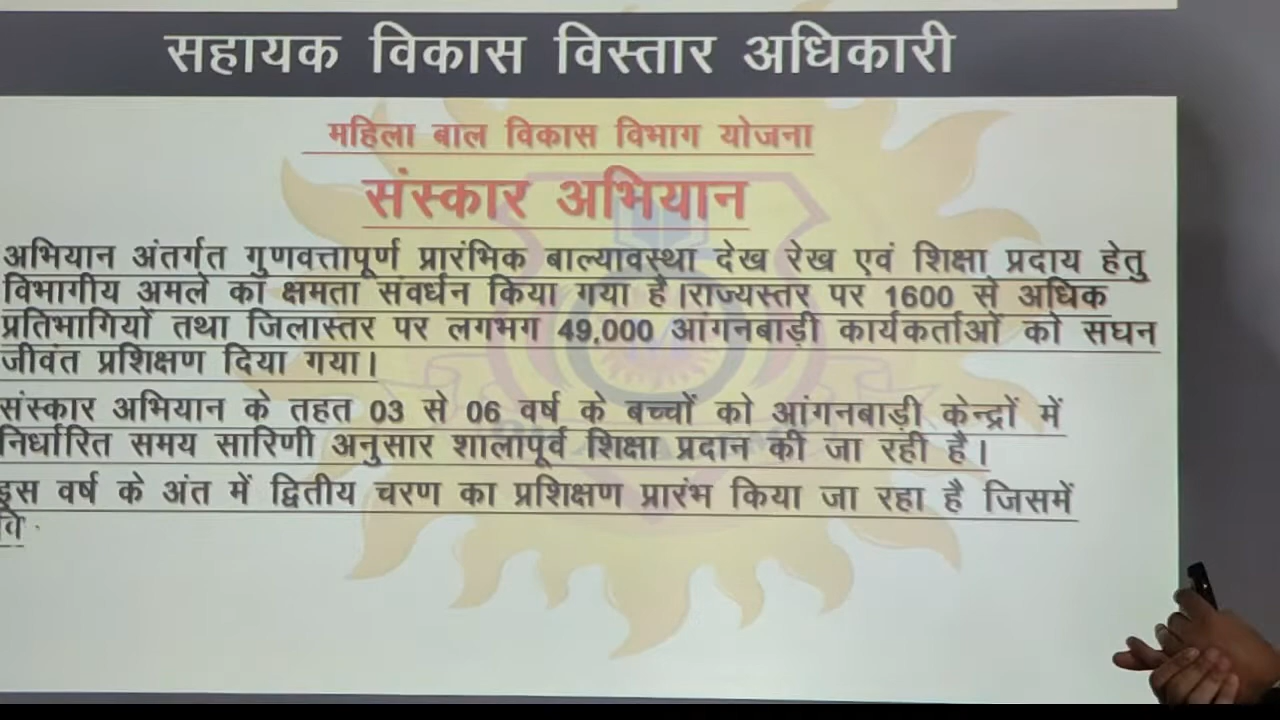 सहायक विकास विस्तार अधिकारी
महिला बाल विकास विभाग योजना
संस्कार अभियान
अभियान अंतर्गत गुणवत्तापूर्ण प्रारंभिक बाल्यावस्था देख रेख एवं शिक्षा प्रदाय हेतु
विभागीय अमले का क्षमता संवर्धन किया गया है।राज्यस्तर पर 1600 से अधिक
प्रतिभागियों तथा जिलास्तर पर लगभग 49,000 आंगनबाड़ी कार्यकर्ताओं को सघन
जीवंत प्रशिक्षण दिया गया।
संस्कार अभियान के तहत 03 से 06 वर्ष के बच्चों को आंगनबाड़ी केन्द्रों में
निर्धारित समय सारिणी अनुसार शालापूर्व शिक्षा प्रदान की जा रही है।
इस वर्ष के अंत में द्वितीय चरण का प्रशिक्षण प्रारंभ किया जा रहा है जिसमें
वि